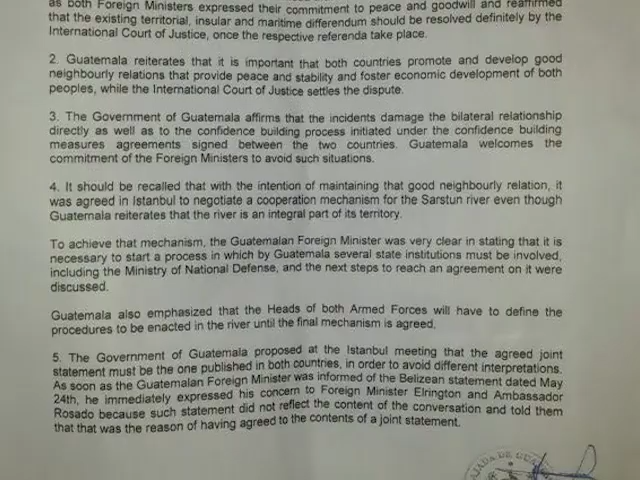 as both Foreign Ministers expressed their commitment to peace and goodwill and reaffirmed
that the existing territorial, insular and maritime differendum should be resolved definitely by the
International Court of Justice, once the respective referenda take place.
2. Guatemala reiterates that it is important that both countries promote and develop good
neighbourly relations that provide peace and stability and foster economic development of both
peoples, while the International Court of Justice settles the dispute.
3. The Government of Guatemala affirms that the incidents damage the bilateral relationship
directly as well as to the confidence building process initiated under the confidence building
measures agreements signed between the two countries. Guatemala welcomes the
commitment of the Foreign Ministers to avoid such situations.
4. It should be recalled that with the intention of maintaining that good neighbourly relation, it
was agreed in Istanbul to negotiate a cooperation mechanism for the Sarstun river even though
Guatemala reiterates that the river is an integral part of its territory.
To achieve that mechanism, the Guatemalan Foreign Minister was very clear in stating that it is
necessary to start a process in which by Guatemala several state institutions must be involved,
including the Ministry of National Defense, and the next steps to reach an agreement on it were
discussed.
Guatemala also emphasized that the Heads of both Armed Forces will have to define the
procedures to be enacted in the river until the final mechanism is agreed.
5. The Government of Guatemala proposed at the Istanbul meeting that the agreed joint
statement must be the one published in both countries, in order to avoid different interpretations.
As soon as the Guatemalan Foreign Minister was informed of the Belizean statement dated May
24th, he immediately expressed his concern to Foreign Minister Elrington and Ambassador
Rosado because such statement did not reflect the content of the conversation and told them
that that was the reason of having agreed to the contents of a joint statement.